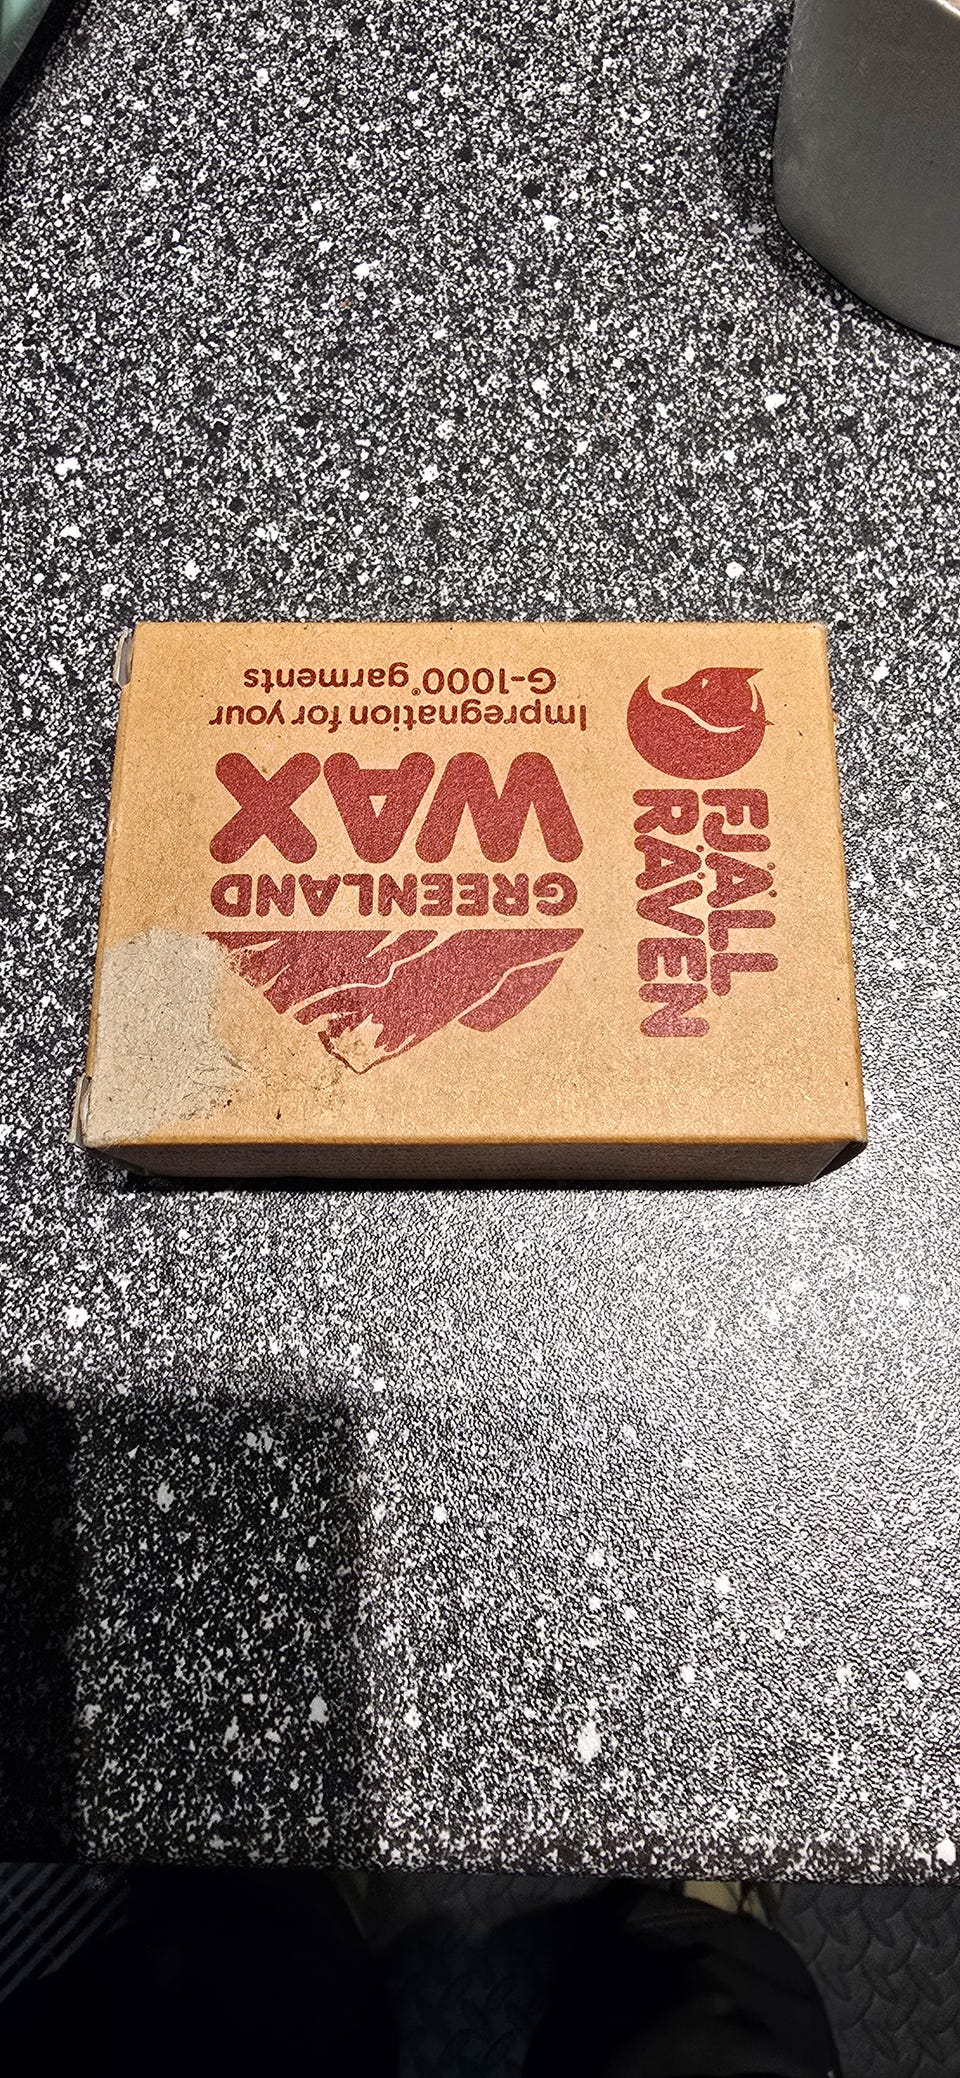 FJÄLL
RÄVEN
GREENLAND
WAX
Impregnation for your
G-1000® garments